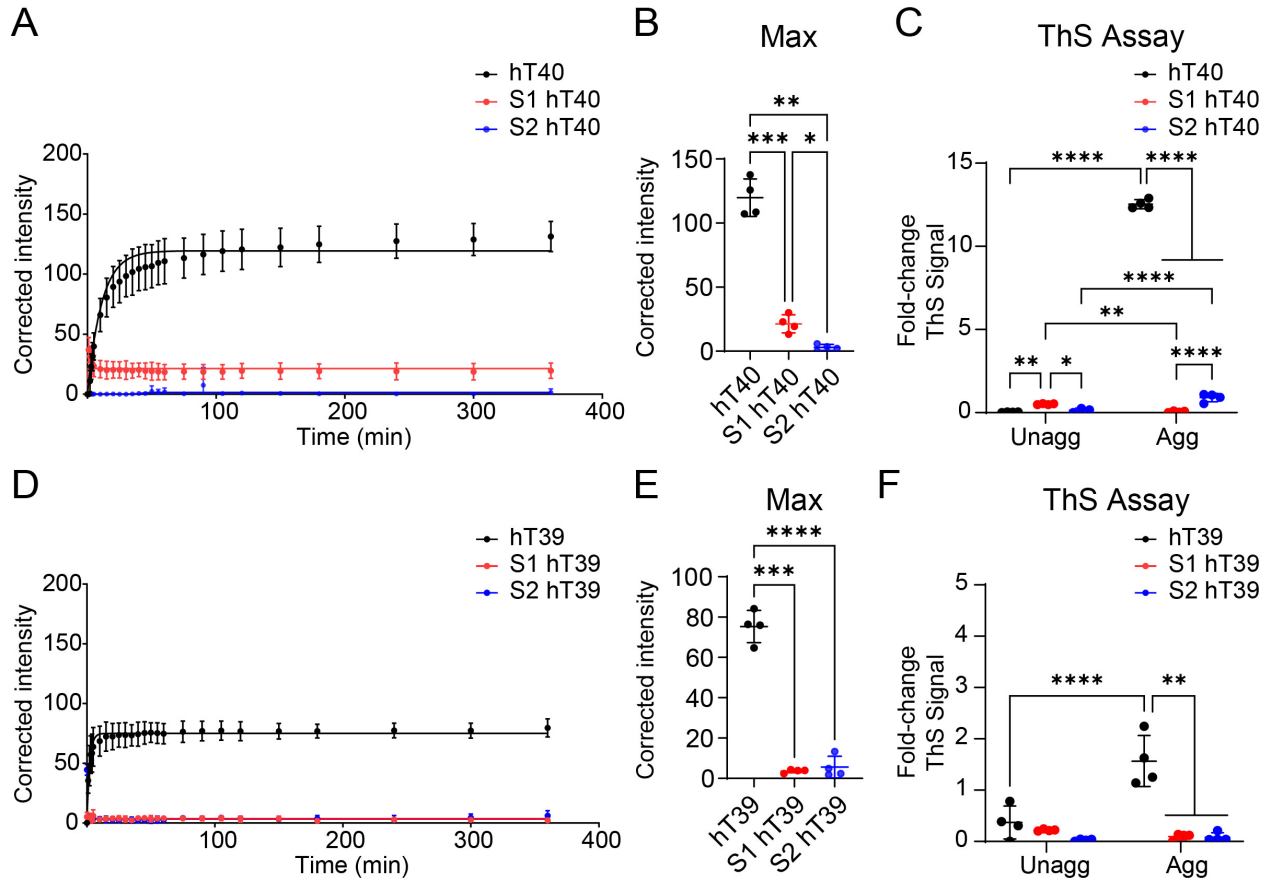 A
hT40
S1 hT40
S2 hT40
200
150
100
50
0
Corrected intensity
100
200
300
400
Time (min)
B
Max
**
***
*
150
100
50
0
Corrected intensity
hT40
S1 hT40
S2 hT40
C
ThS Assay
hT40
S1 hT40
S2 hT40
****
****
****
**
**
*
****
15
10
5
0
Fold-change
ThS Signal
Unagg
Agg
D
hT39
S1 hT39
S2 hT39
200
150
100
50
0
Corrected intensity
100
200
300
400
Time (min)
E
Max
****
***
100
80
60
40
20
0
Corrected intensity
hT39
S1 hT39
S2 hT39
F
ThS Assay
hT39
S1 hT39
S2 hT39
****
**
5
4
3
2
1
0
Fold-change
ThS Signal
Unagg
Agg